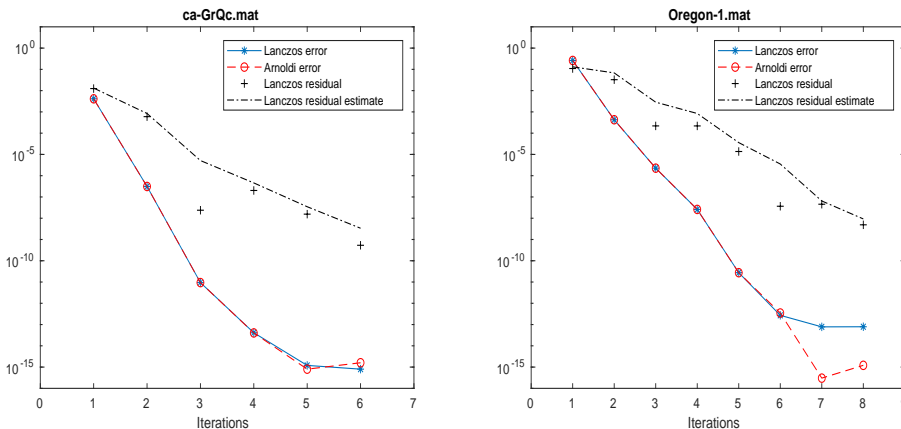 ca-GrQc.mat
10^0
10^-5
10^-10
10^-15
0 1 2 3 4 5 6 7
Iterations
Lanczos error
Arnoldi error
Lanczos residual
Lanczos residual estimate
Oregon-1.mat
10^0
10^-5
10^-10
10^-15
0 1 2 3 4 5 6 7 8
Iterations
Lanczos error
Arnoldi error
Lanczos residual
Lanczos residual estimate